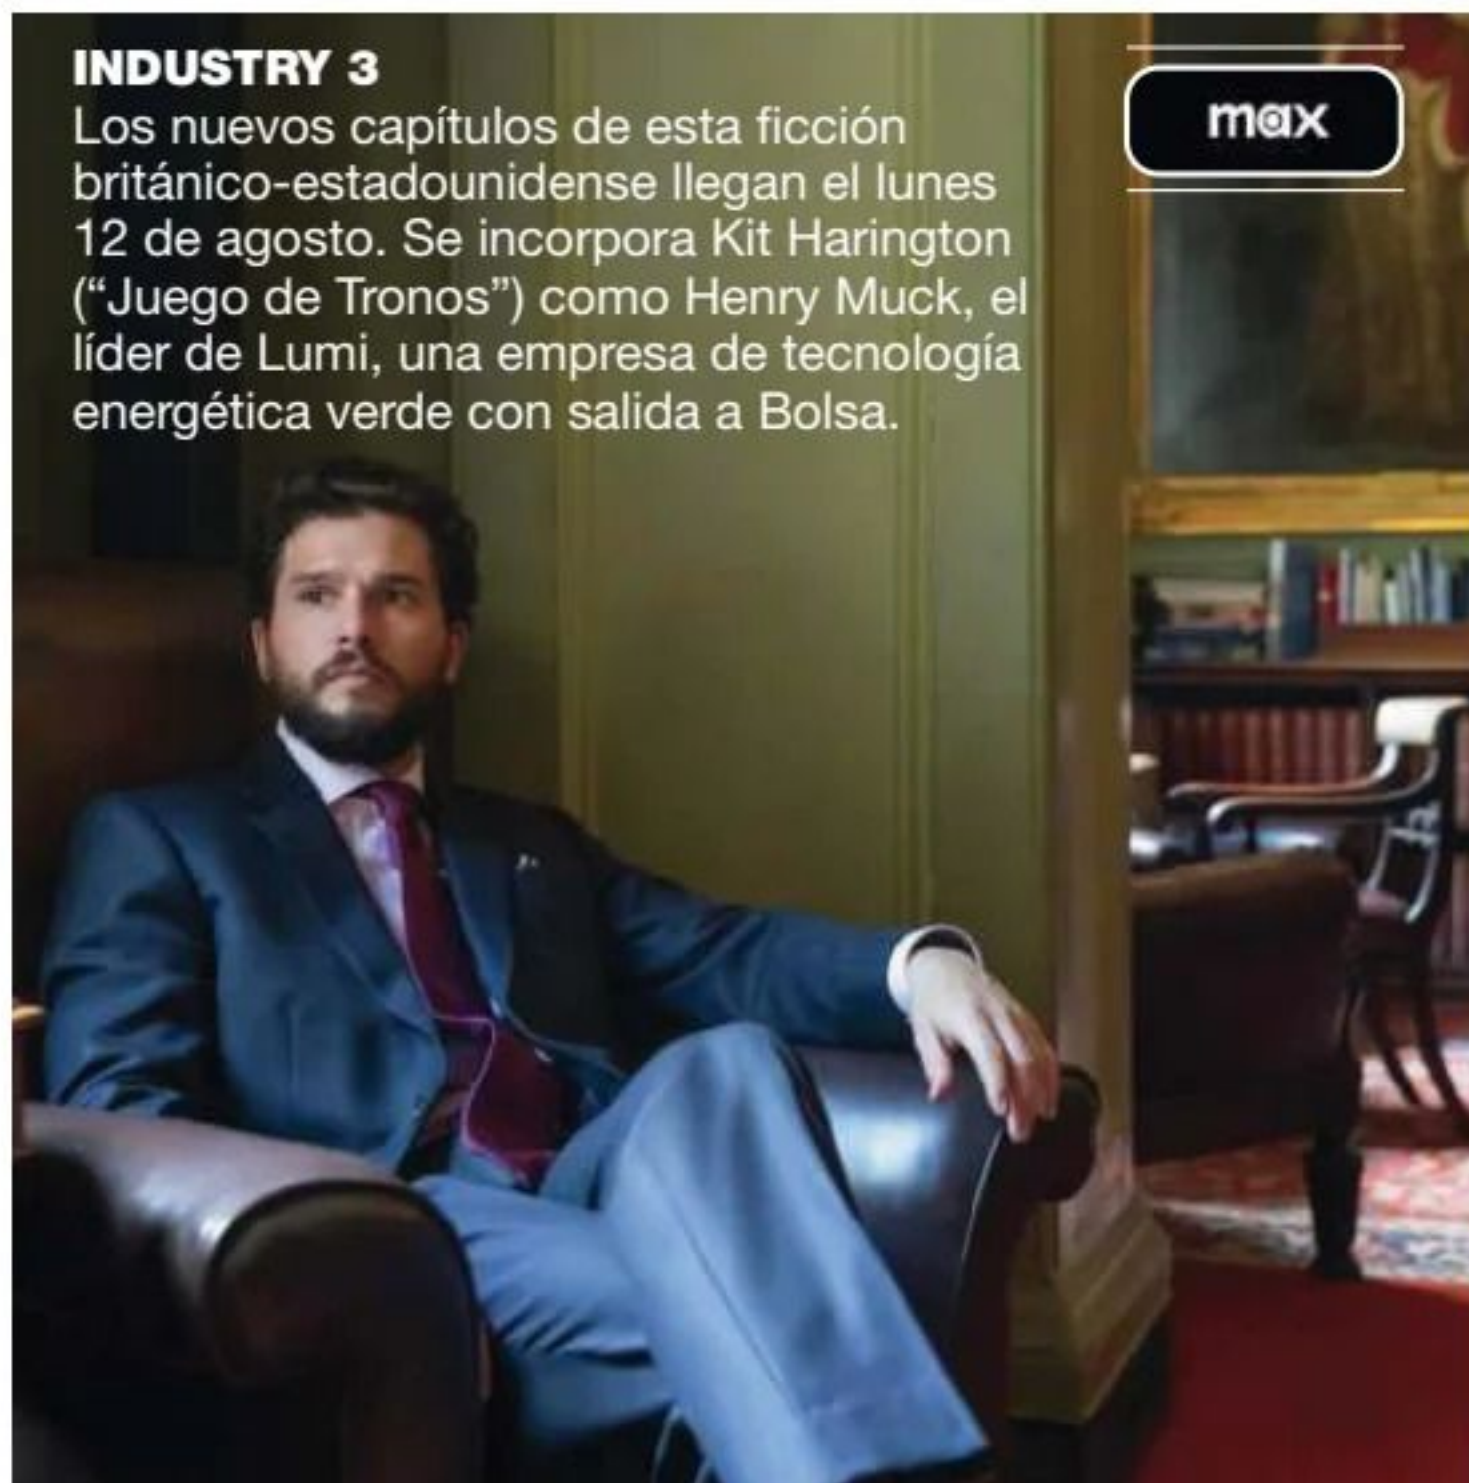 INDUSTRY 3
Los nuevos capítulos de esta ficción
británico-estadounidense llegan el lunes
12 de agosto. Se incorpora Kit Harington
(“Juego de Tronos”) como Henry Muck, el
líder de Lumi, una empresa de tecnología
energética verde con salida a Bolsa.
max